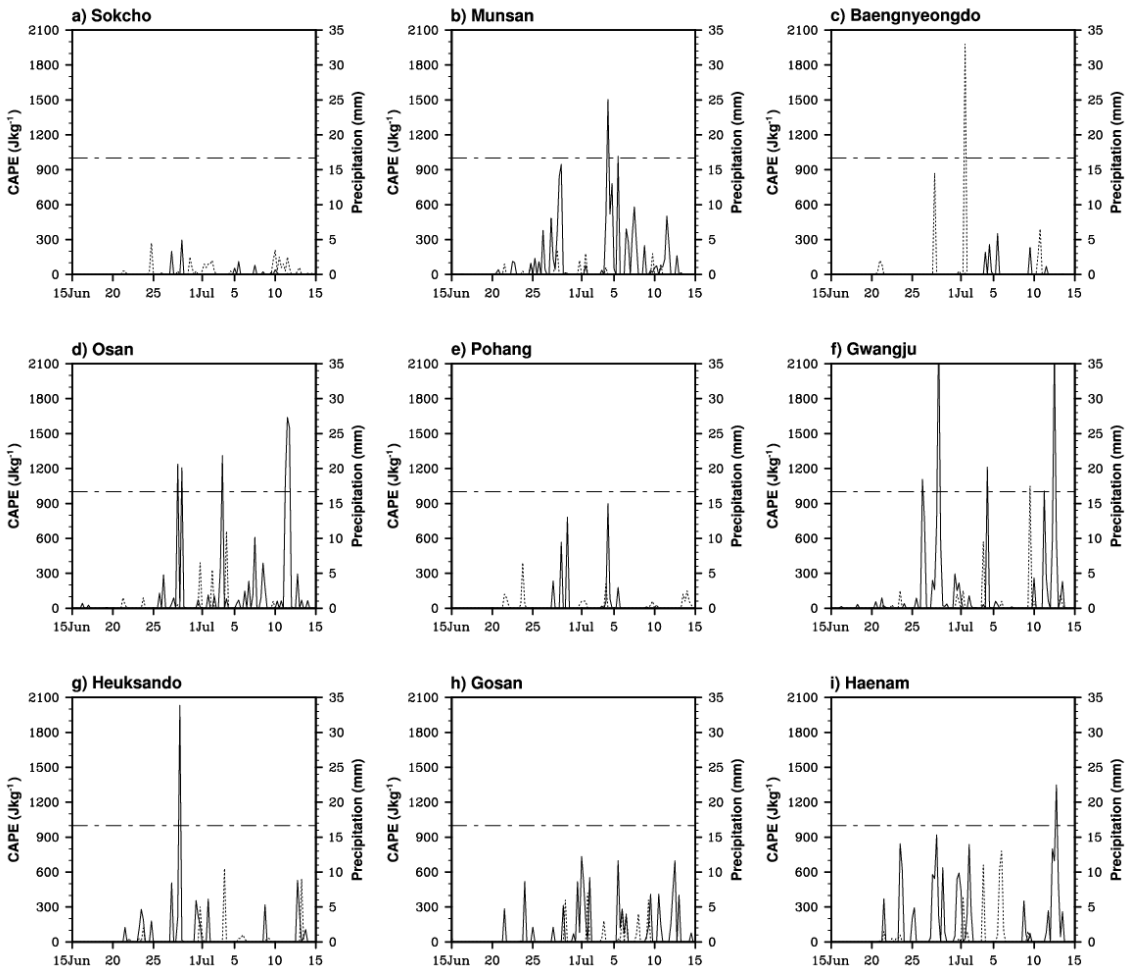 a) Sokcho
b) Munsan
c) Baengnyeongdo
2100 35 2100 35 2100 35
1800 30 1800 30 1800 30
1500 25 1500 25 1500 25
1200 20 1200 20 1200 20
900 15 900 15 900 15
600 10 600 10 600 10
300 5 300 5 300 5
0 0 0 0 0 0
CAPE (Jkg⁻¹) Precipitation (mm) CAPE (Jkg⁻¹) Precipitation (mm) CAPE (Jkg⁻¹) Precipitation (mm)
15Jun 20 25 1Jul 5 10 15 15Jun 20 25 1Jul 5 10 15 15Jun 20 25 1Jul 5 10 15
d) Osan
e) Pohang
f) Gwangju
2100 35 2100 35 2100 35
1800 30 1800 30 1800 30
1500 25 1500 25 1500 25
1200 20 1200 20 1200 20
900 15 900 15 900 15
600 10 600 10 600 10
300 5 300 5 300 5
0 0 0 0 0 0
CAPE (Jkg⁻¹) Precipitation (mm) CAPE (Jkg⁻¹) Precipitation (mm) CAPE (Jkg⁻¹) Precipitation (mm)
15Jun 20 25 1Jul 5 10 15 15Jun 20 25 1Jul 5 10 15 15Jun 20 25 1Jul 5 10 15
g) Heuksando
h) Gosan
i) Haenam
2100 35 2100 35 2100 35
1800 30 1800 30 1800 30
1500 25 1500 25 1500 25
1200 20 1200 20 1200 20
900 15 900 15 900 15
600 10 600 10 600 10
300 5 300 5 300 5
0 0 0 0 0 0
CAPE (Jkg⁻¹) Precipitation (mm) CAPE (Jkg⁻¹) Precipitation (mm) CAPE (Jkg⁻¹) Precipitation (mm)
15Jun 20 25 1Jul 5 10 15 15Jun 20 25 1Jul 5 10 15 15Jun 20 25 1Jul 5 10 15